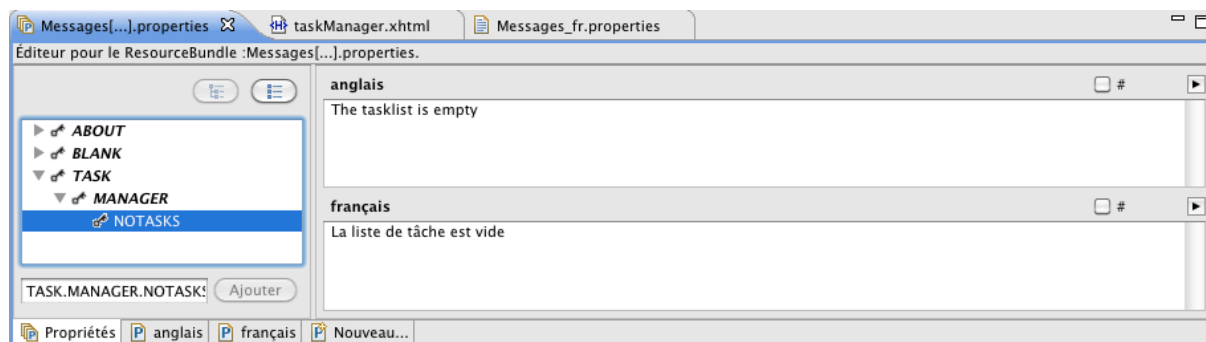 Messages[...].properties taskManager.xhtml Messages_fr.properties
Éditeur pour le ResourceBundle :Messages[...].properties.
anglais #
The tasklist is empty
ABOUT
BLANK
TASK
MANAGER
NOTASKS
français #
La liste de tâche est vide
TASK.MANAGER.NOTASKS Ajouter
Propriétés anglais français Nouveau...